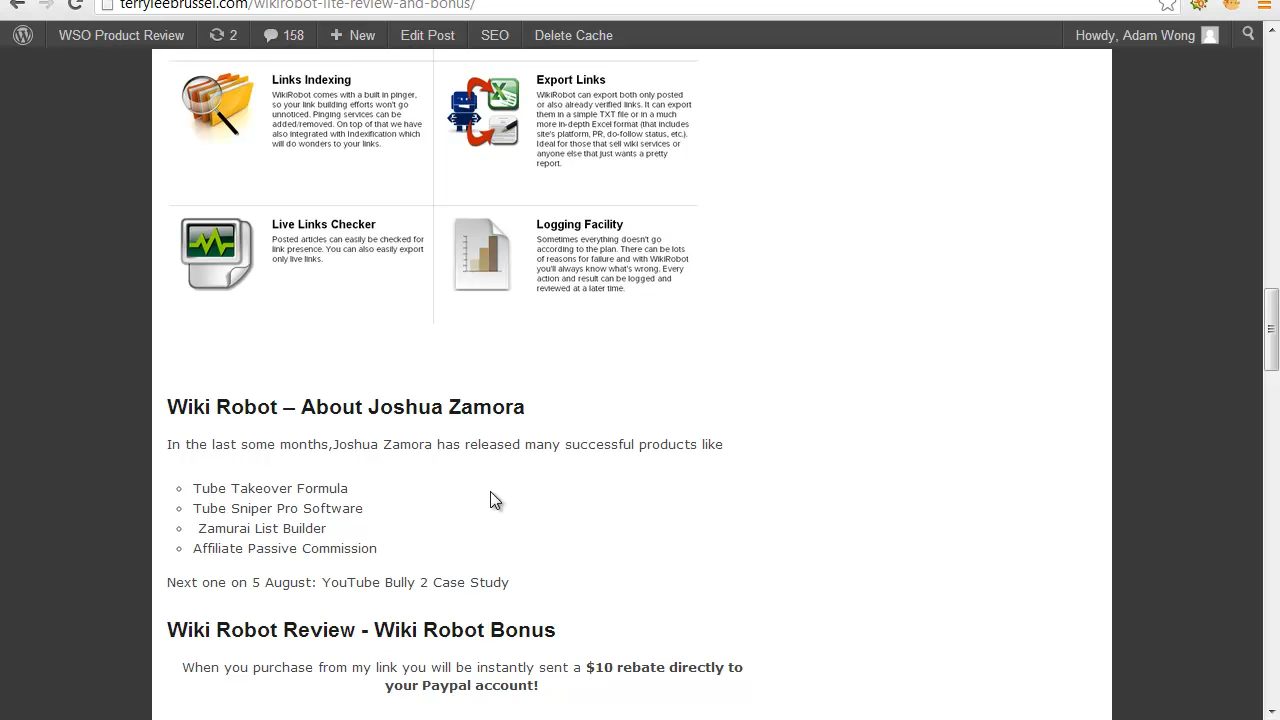 terryleebrussel.com/wikirobot-lite-review-and-bonus/
WSO Product Review 2 158 New Edit Post SEO Delete Cache Howdy, Adam Wong
Links Indexing
WikiRobot comes with a built in pinger,
so your link building efforts won't go
unnoticed. Pinging services can be
added/removed. On top of that we have
also integrated with Indexification which
will do wonders to your links.
Export Links
WikiRobot can export both only posted
or also already verified links. It can export
them in a simple TXT file or in a much
more in-depth Excel format (that includes
site's platform, PR, do-follow status, etc.).
Ideal for those that sell wiki services or
anyone else that just wants a pretty
report.
Live Links Checker
Posted articles can easily be checked for
link presence. You can also easily export
only live links.
Logging Facility
Sometimes everything doesn't go
according to the plan. There can be lots
of reasons for failure and with WikiRobot
you'll always know what's wrong. Every
action and result can be logged and
reviewed at a later time.
Wiki Robot – About Joshua Zamora
In the last some months,Joshua Zamora has released many successful products like
Tube Takeover Formula
Tube Sniper Pro Software
Zamurai List Builder
Affiliate Passive Commission
Next one on 5 August: YouTube Bully 2 Case Study
Wiki Robot Review - Wiki Robot Bonus
When you purchase from my link you will be instantly sent a $10 rebate directly to
your Paypal account!